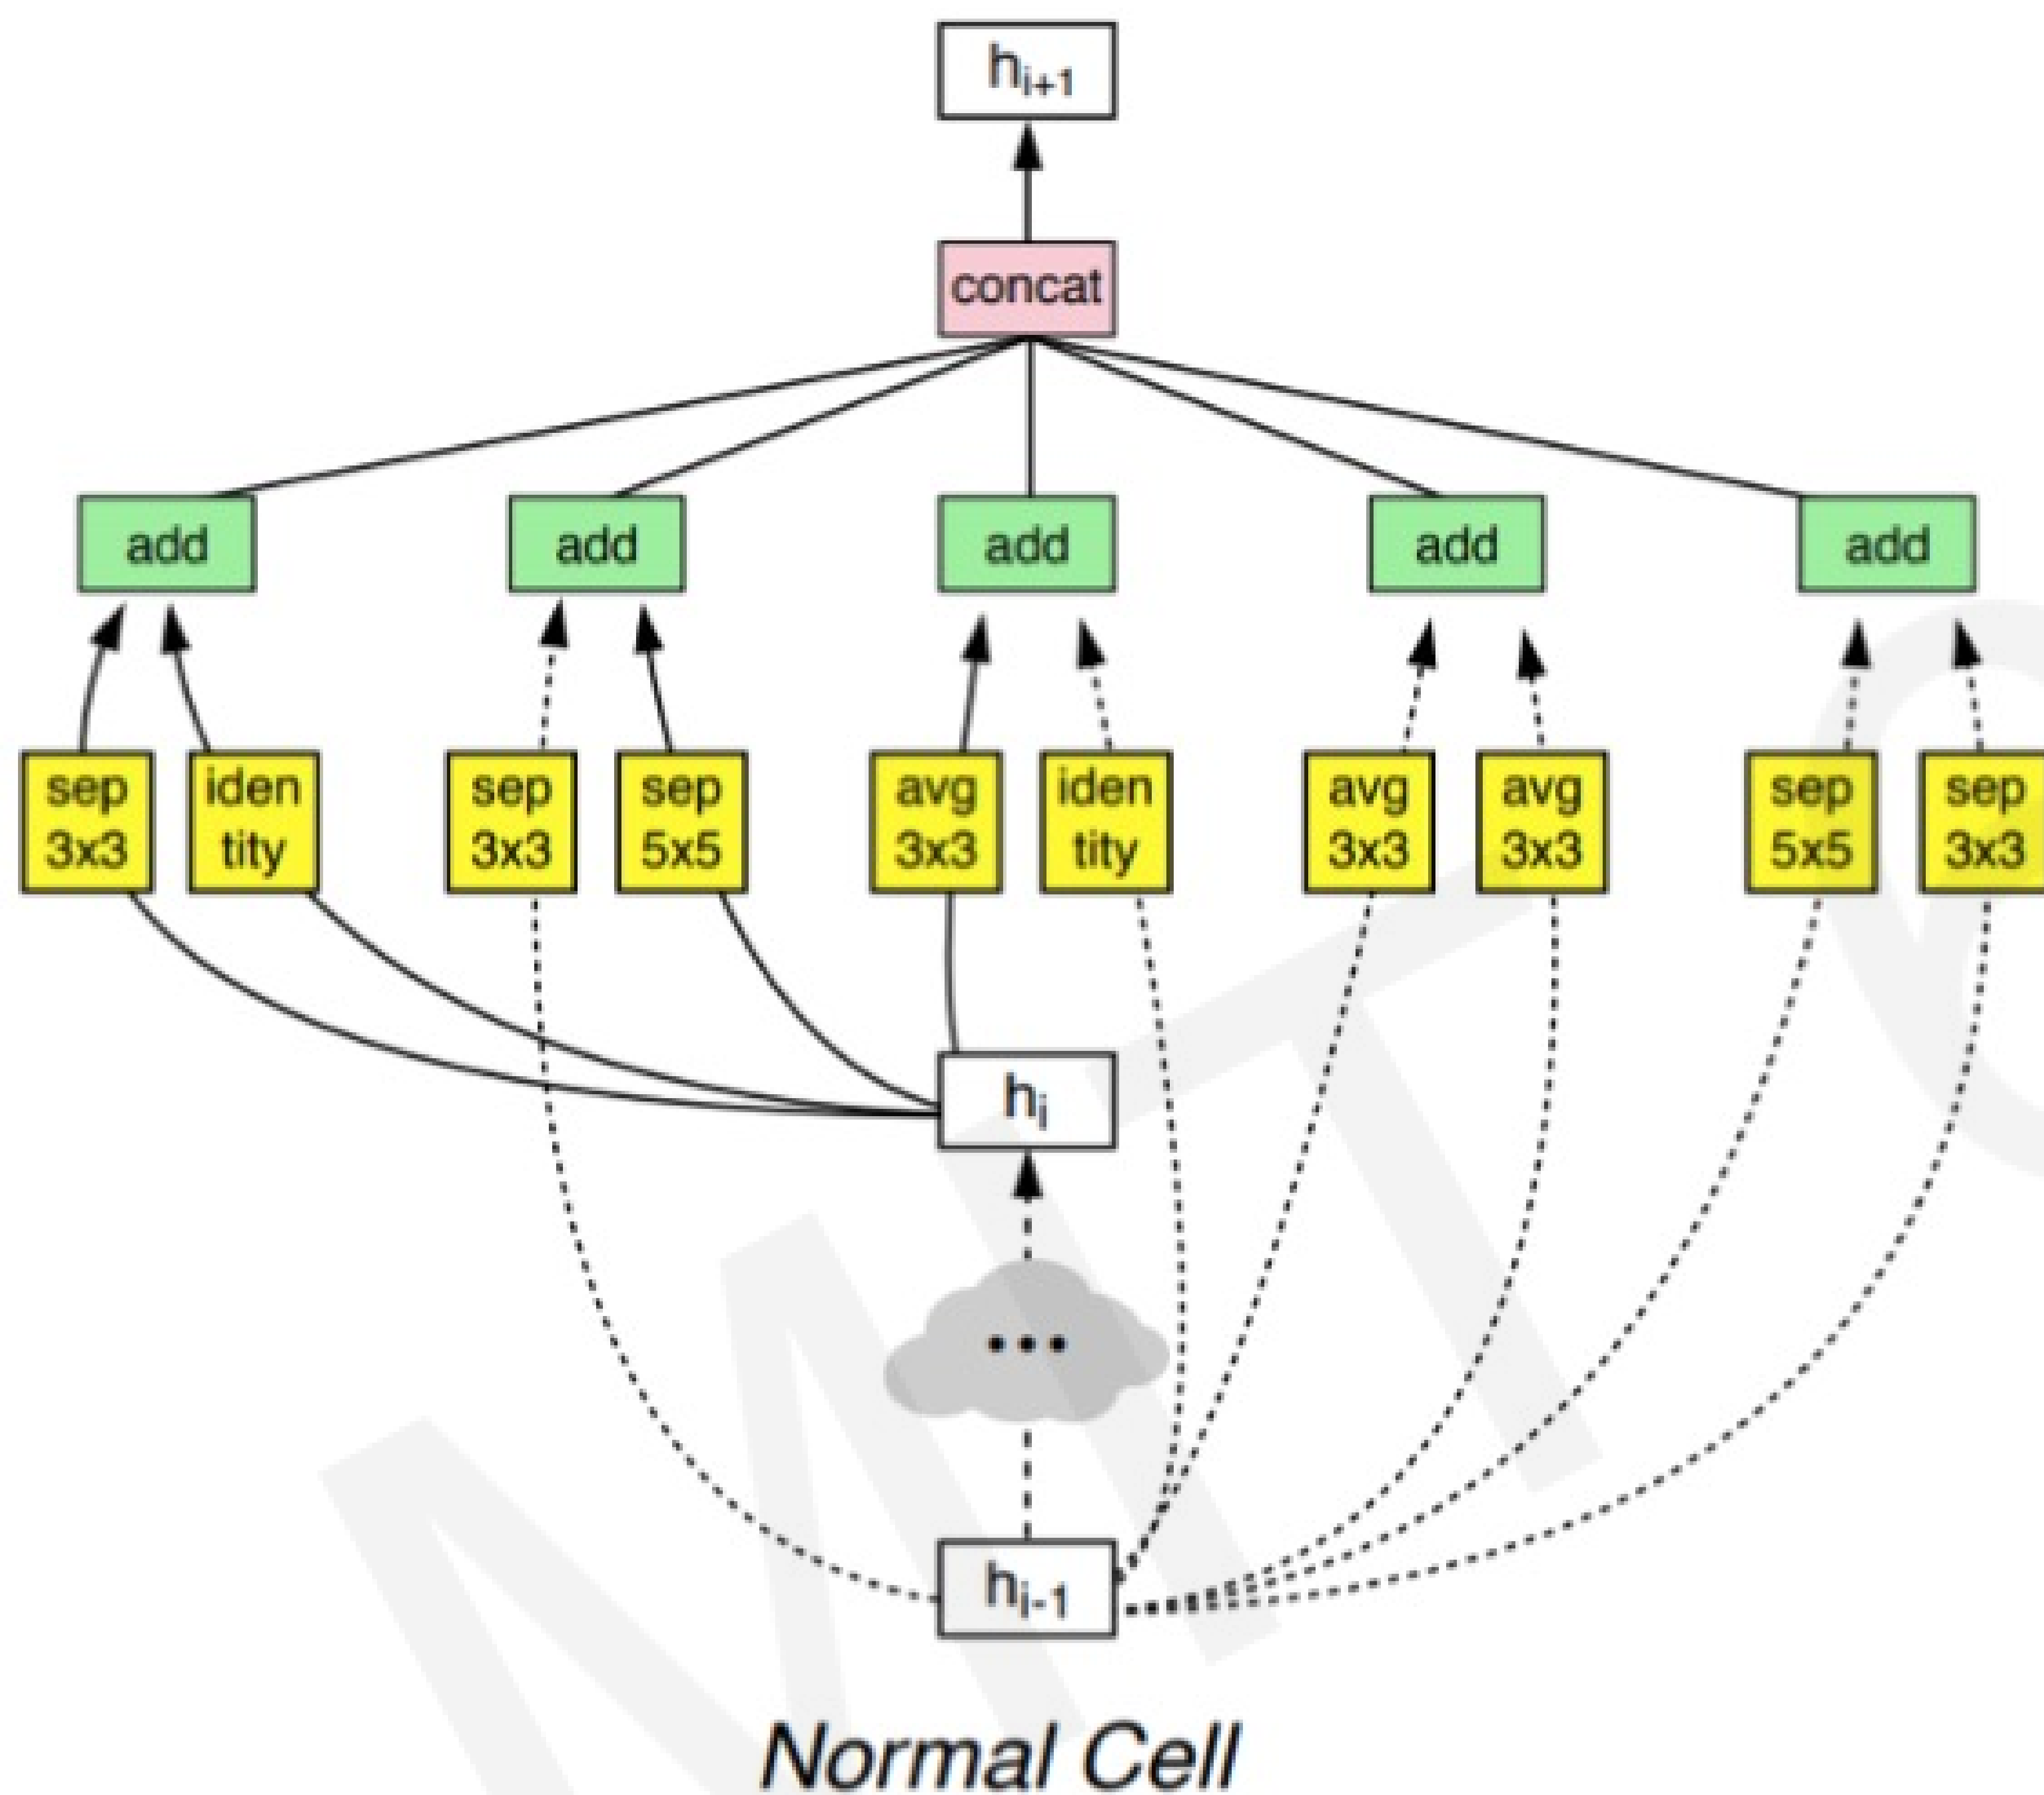 h_{i+1}
concat
add add add add add
sep iden sep sep avg iden avg avg sep sep
3x3 tity 3x3 5x5 3x3 tity 3x3 3x3 5x5 3x3
h_i
...
h_{i-1}
Normal Cell